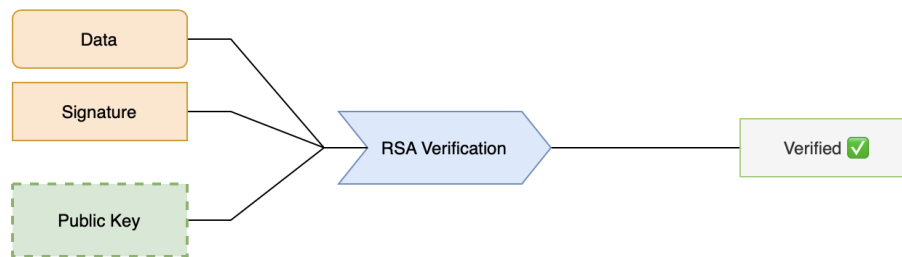 Data
Signature
Public Key
RSA Verification
Verified ✅